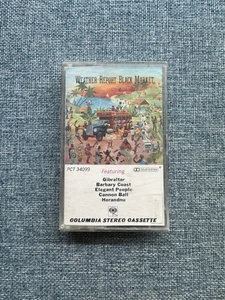 WEATHER REPORT BLACK MARKET
PCT 34099
Featuring
Gibraltar
Barbary Coast
Elegant People
Cannon Ball
Herandnu
COLUMBIA STEREO CASSETTE